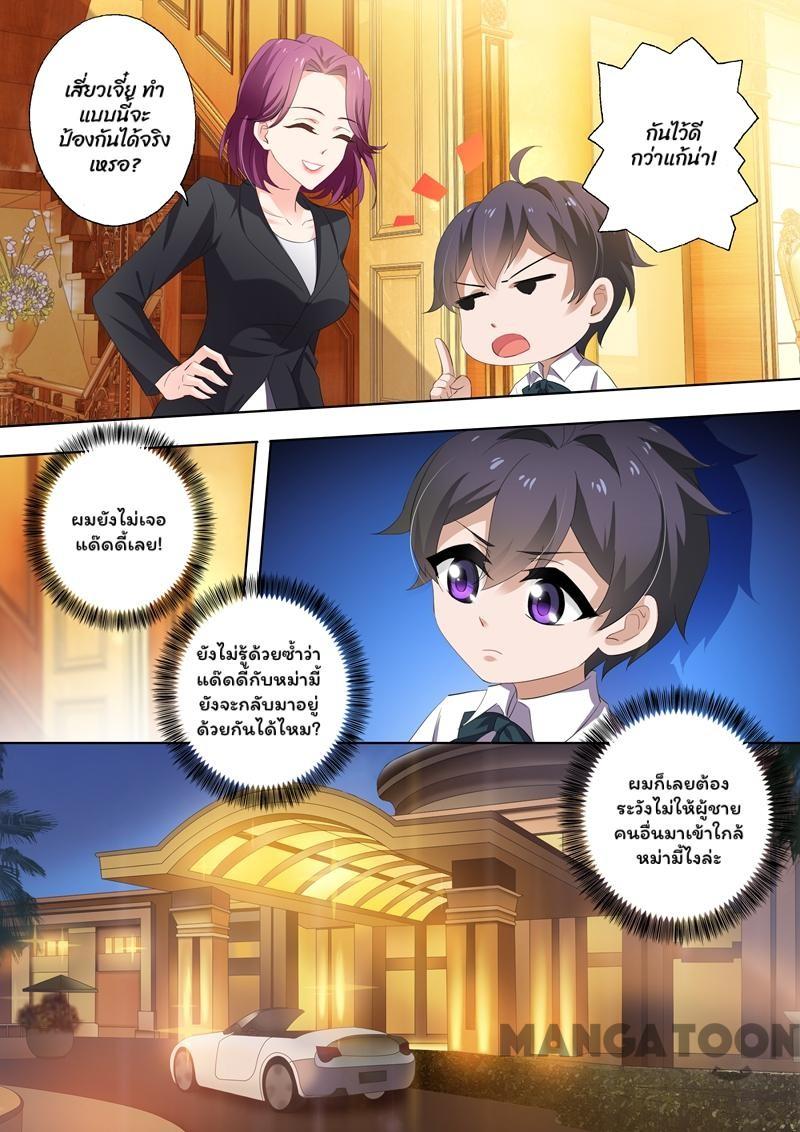 เสี่ยวเจี๋ย ทำ
แบบนี้จะ
ป้องกันได้จริง
เหรอ?
กันไว้ดี
กว่าแก้น่า!
ผมยังไม่เจอ
แด๊ดดี้เลย!
ยังไม่รู้ด้วยซ้ำว่า
แด๊ดดี้กับหม่ามี้
ยังจะกลับมาอยู่
ด้วยกันได้ไหม?
ผมก็เลยต้อง
ระวังไม่ให้ผู้ชาย
คนอื่นมาเข้าใกล้
หม่ามี้ไงล่ะ
MANGATOON